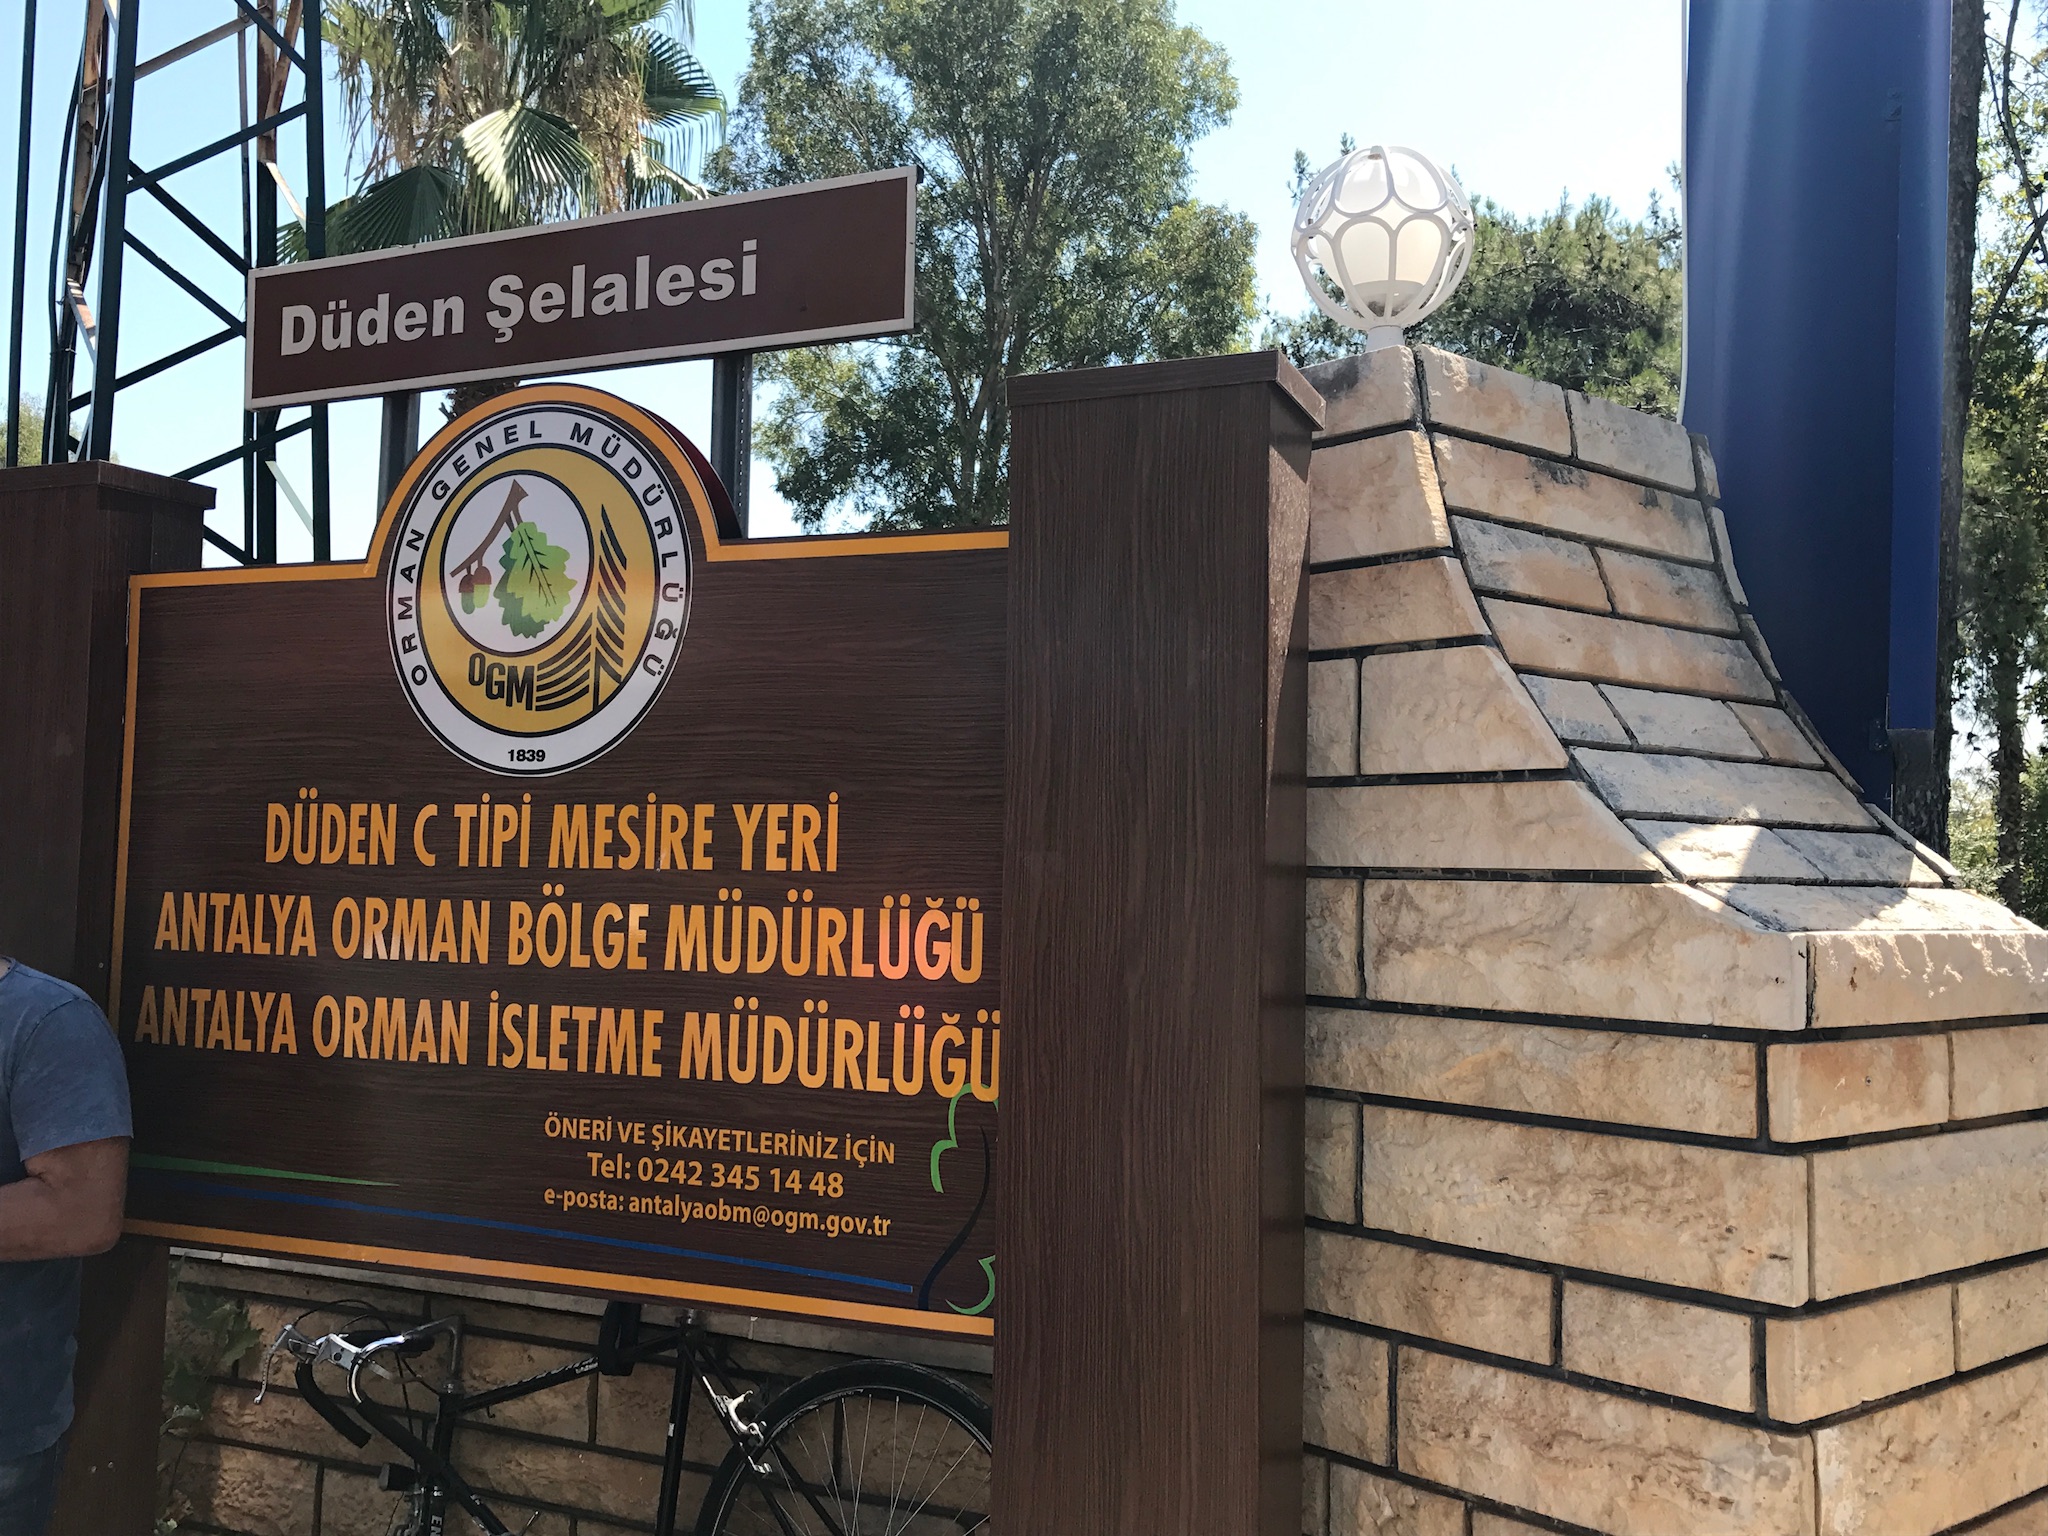 Düden Şelalesi
ORMAN GENEL MÜDÜRLÜĞÜ
OGM
1839
DÜDEN C TİPİ MESİRE YERİ
ANTALYA ORMAN BÖLGE MÜDÜRLÜĞÜ
ANTALYA ORMAN İŞLETME MÜDÜRLÜĞÜ
ÖNERİ VE ŞİKAYETLERİNİZ İÇİN
Tel: 0242 345 14 48
e-posta: antalyaobm@ogm.gov.tr